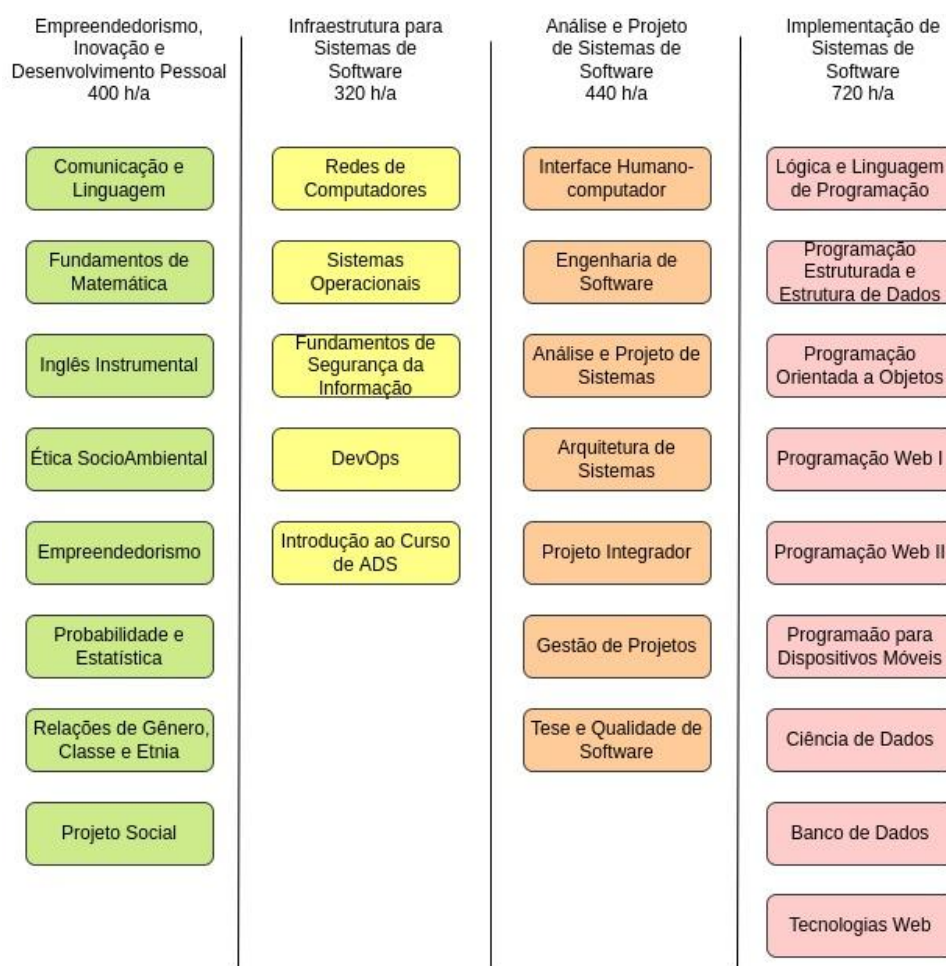 Empreendedorismo,
Inovação e
Desenvolvimento Pessoal
400 h/a
Comunicação e
Linguagem
Fundamentos de
Matemática
Inglês Instrumental
Ética SocioAmbiental
Empreendedorismo
Probabilidade e
Estatística
Relações de Gênero,
Classe e Etnia
Projeto Social
Infraestrutura para
Sistemas de
Software
320 h/a
Redes de
Computadores
Sistemas
Operacionais
Fundamentos de
Segurança da
Informação
DevOps
Introdução ao Curso
de ADS
Análise e Projeto
de Sistemas de
Software
440 h/a
Interface Humano-
computador
Engenharia de
Software
Análise e Projeto de
Sistemas
Arquitetura de
Sistemas
Projeto Integrador
Gestão de Projetos
Tese e Qualidade de
Software
Implementação de
Sistemas de
Software
720 h/a
Lógica e Linguagem
de Programação
Programação
Estruturada e
Estrutura de Dados
Programação
Orientada a Objetos
Programação Web I
Programação Web II
Programaão para
Dispositivos Móveis
Ciência de Dados
Banco de Dados
Tecnologias Web